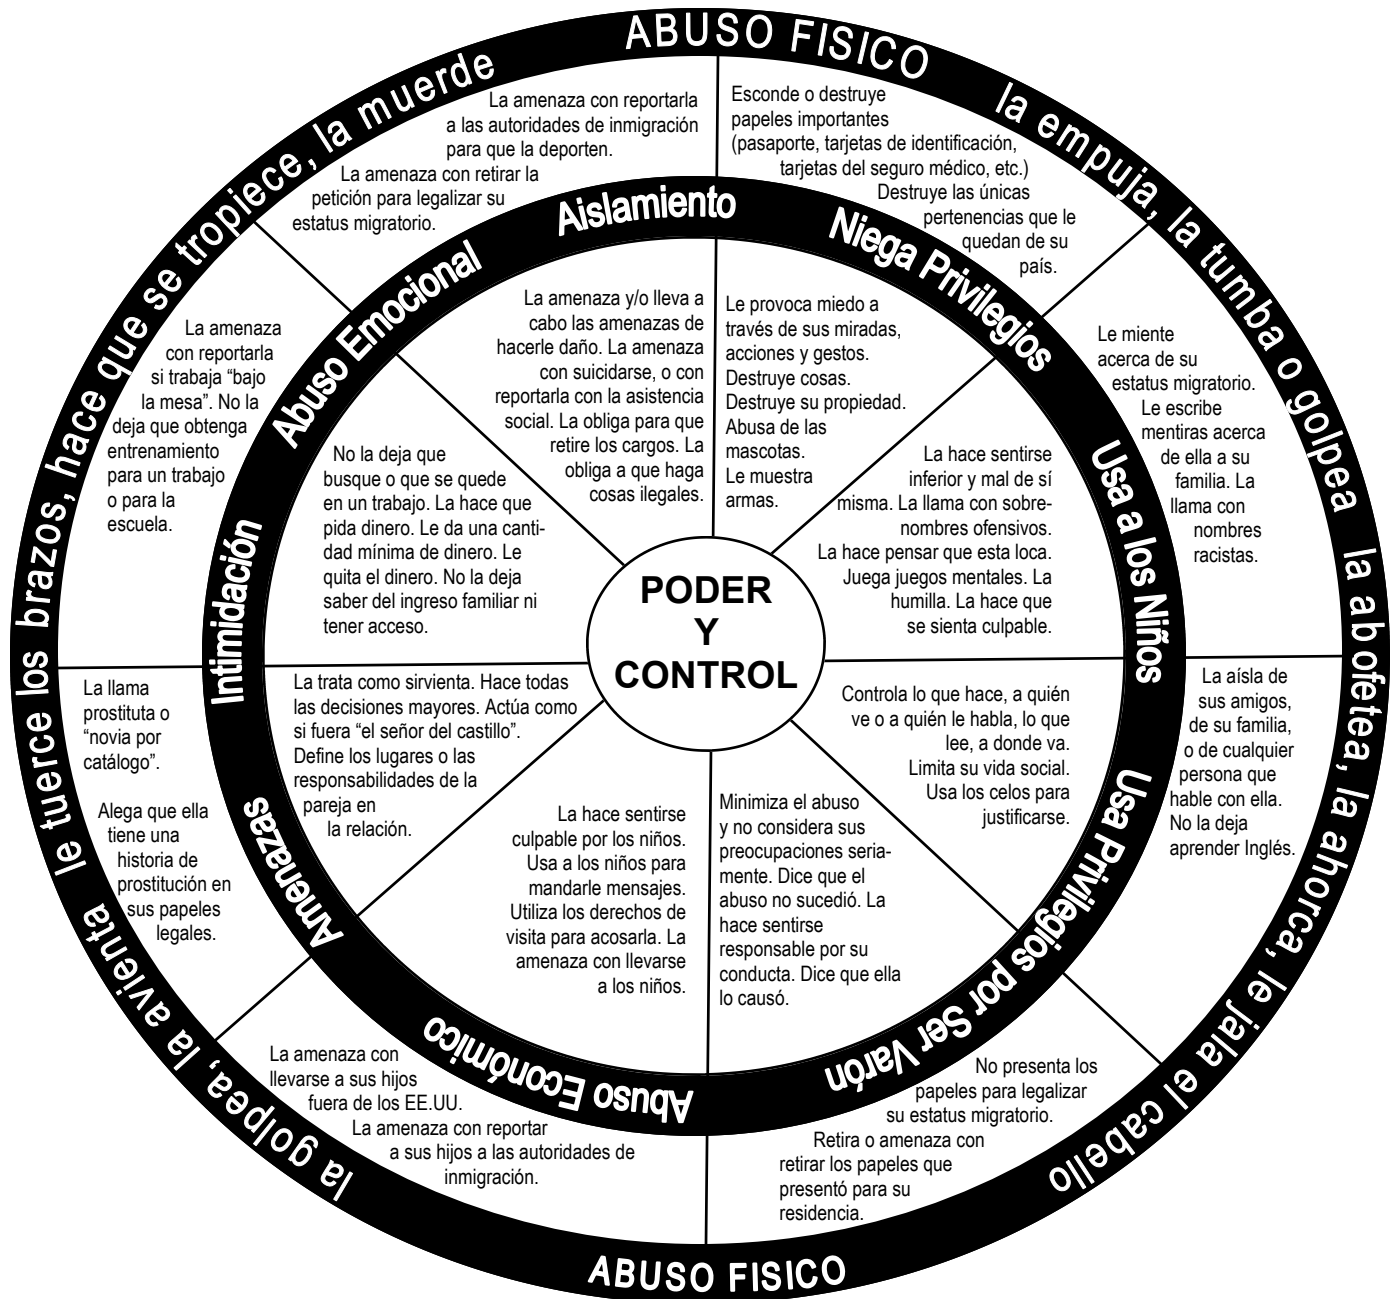 ABUSO FISICO
la empuja, la tumba o golpea
la abofetea, la ahorca, le jala el cabello
ABUSO FISICO
la golpea, la avienta
le tuerce los brazos, hace que se tropiece, la muerde
Aislamiento
Niega Privilegios
Usa a los Niños
Usa Privilegios por Ser Varón
Abuso Económico
Amenazas
Intimidación
Abuso Emocional
La amenaza con reportarla
a las autoridades de inmigración
para que la deporten.
La amenaza con retirar la
petición para legalizar su
estatus migratorio.
Esconde o destruye
papeles importantes
(pasaporte, tarjetas de identificación,
tarjetas del seguro médico, etc.)
Destruye las únicas
pertenencias que le
quedan de su
país.
Le miente
acerca de su
estatus migratorio.
Le escribe
mentiras acerca
de ella a su
familia. La
llama con
nombres
racistas.
La aísla de
sus amigos,
de su familia,
o de cualquier
persona que
hable con ella.
No la deja
aprender Inglés.
No presenta los
papeles para legalizar
su estatus migratorio.
Retira o amenaza con
retirar los papeles que
presentó para su
residencia.
La amenaza con
llevarse a sus hijos
fuera de los EE.UU.
La amenaza con reportar
a sus hijos a las autoridades de
inmigración.
La llama
prostituta o
“novia por
catálogo”.
Alega que ella
tiene una
historia de
prostitución en
sus papeles
legales.
La amenaza
con reportarla
si trabaja “bajo
la mesa”. No la
deja que obtenga
entrenamiento
para un trabajo
o para la
escuela.
La amenaza y/o lleva a
cabo las amenazas de
hacerle daño. La amenaza
con suicidarse, o con
reportarla con la asistencia
social. La obliga para que
retire los cargos. La
obliga a que haga
cosas ilegales.
Le provoca miedo a
través de sus miradas,
acciones y gestos.
Destruye cosas.
Destruye su propiedad.
Abusa de las
mascotas.
Le muestra
armas.
La hace sentirse
inferior y mal de sí
misma. La llama con sobre-
nombres ofensivos.
La hace pensar que esta loca.
Juega juegos mentales. La
humilla. La hace que
se sienta culpable.
Controla lo que hace, a quién
ve o a quién le habla, lo que
lee, a donde va.
Limita su vida social.
Usa los celos para
justificarse.
Minimiza el abuso
y no considera sus
preocupaciones seria-
mente. Dice que el
abuso no sucedió. La
hace sentirse
responsable por su
conducta. Dice que ella
lo causó.
La hace sentirse
culpable por los niños.
Usa a los niños para
mandarle mensajes.
Utiliza los derechos de
visita para acosarla. La
amenaza con llevarse
a los niños.
La trata como sirvienta. Hace todas
las decisiones mayores. Actúa como
si fuera “el señor del castillo”.
Define los lugares o las
responsabilidades de la
pareja en
la relación.
No la deja que
busque o que se quede
en un trabajo. La hace que
pida dinero. Le da una canti-
dad mínima de dinero. Le
quita el dinero. No la deja
saber del ingreso familiar ni
tener acceso.
PODER
Y
CONTROL